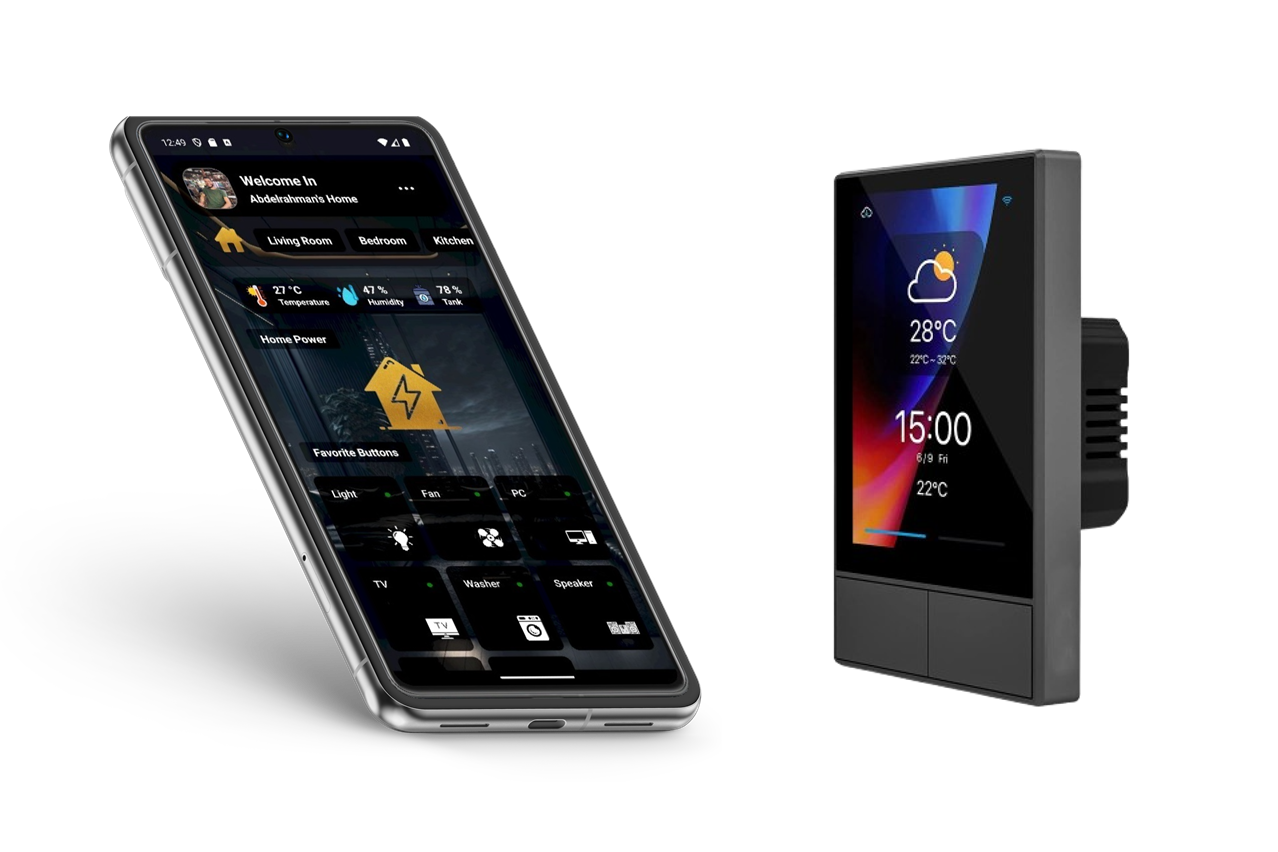 12:49
Welcome In
Abdelrahman's Home
Living Room
Bedroom
Kitchen
27 °C
Temperature
47 %
Humidity
78 %
Tank
Home Power
Favorite Buttons
Light
Fan
PC
TV
Washer
Speaker
TV
28°C
22°C ~ 32°C
15:00
6/9 Fri
22°C